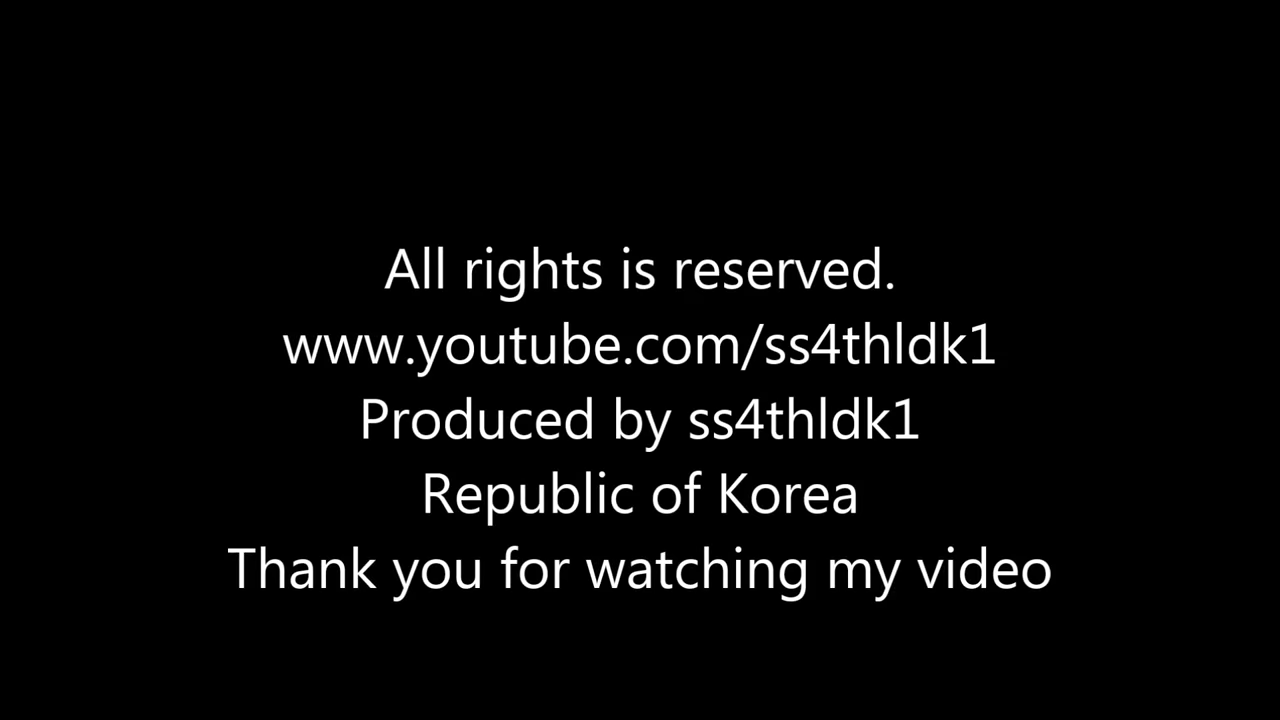 All rights is reserved.
www.youtube.com/ss4thldk1
Produced by ss4thldk1
Republic of Korea
Thank you for watching my video